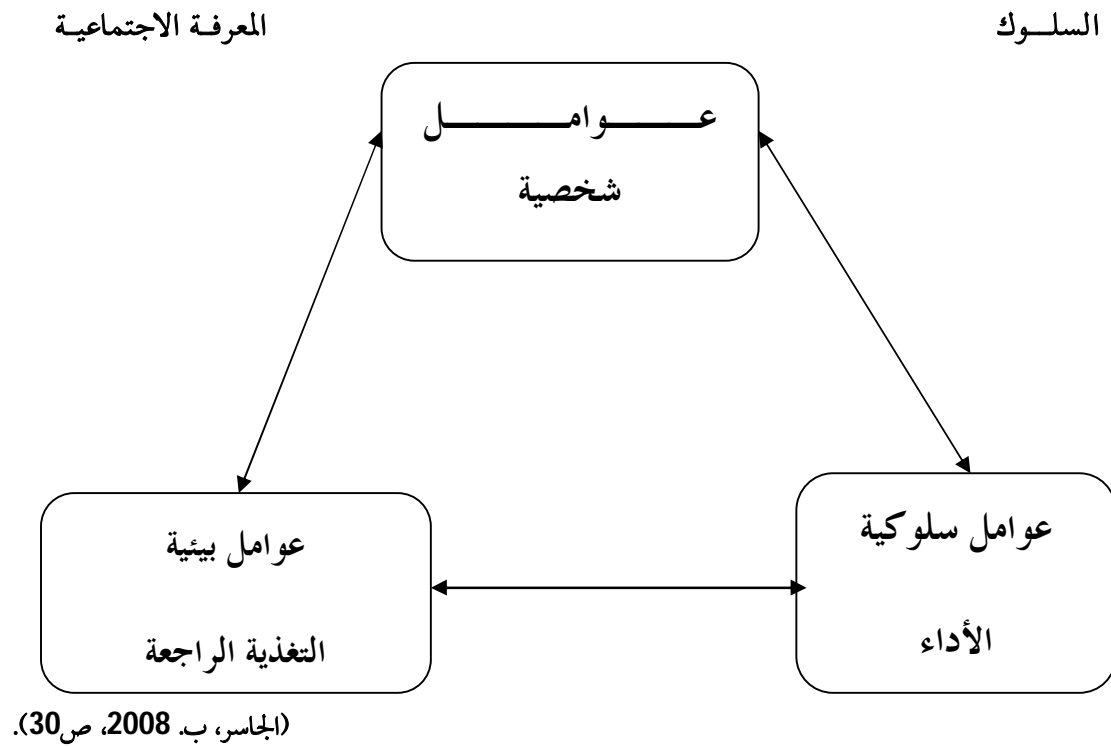 السلوك
المعرفة الاجتماعية
عوامل
شخصية
عوامل سلوكية
الأداء
عوامل بيئية
التغذية الراجعة
(الجاسر، ب. 2008، ص30).